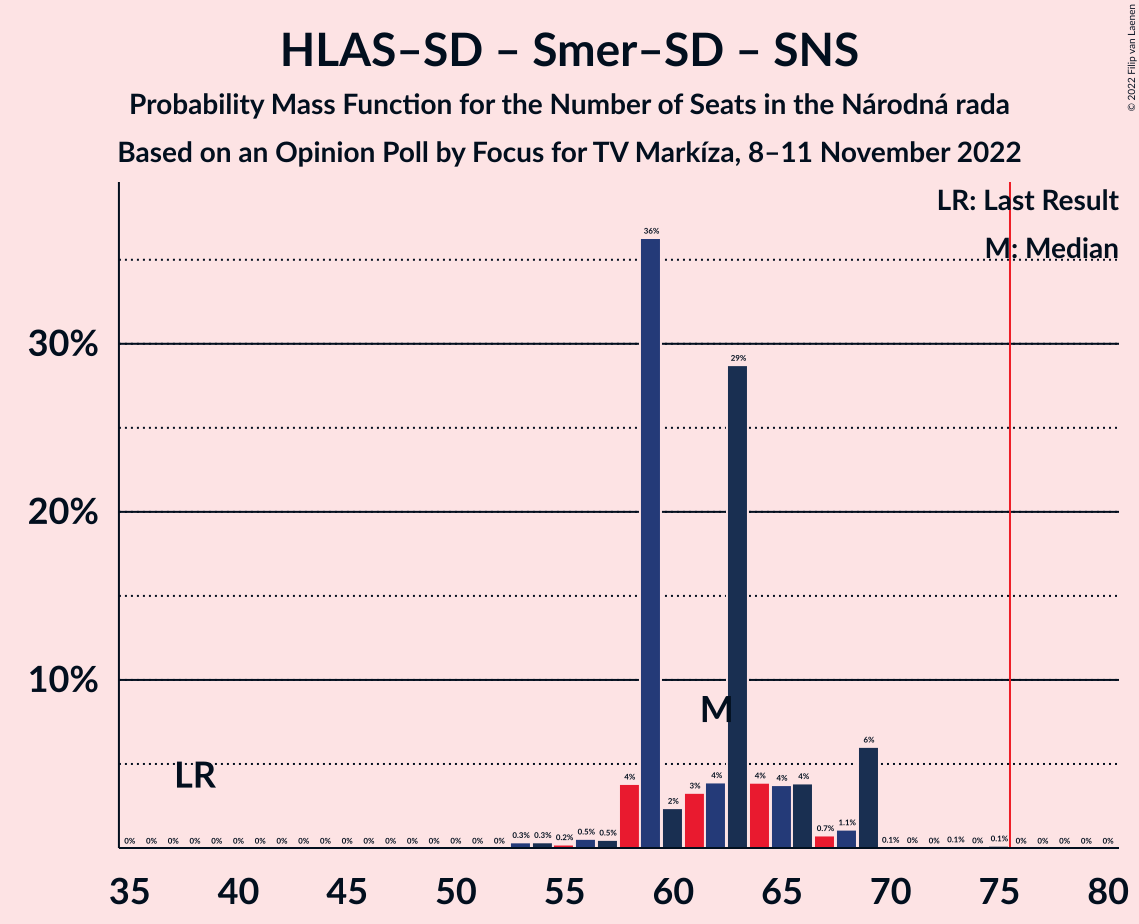 HLAS–SD – Smer–SD – SNS
Probability Mass Function for the Number of Seats in the Národná rada
Based on an Opinion Poll by Focus for TV Markíza, 8–11 November 2022
© 2022 Filip van Laenen
LR: Last Result
M: Median
30%
20%
10%
LR
M
0% 0% 0% 0% 0% 0% 0% 0% 0% 0% 0% 0% 0% 0% 0% 0% 0% 0% 0.3% 0.3% 0.2% 0.5% 0.5% 4% 36% 2% 3% 4% 29% 4% 4% 4% 0.7% 1.1% 6% 0.1% 0% 0% 0.1% 0% 0.1% 0% 0% 0% 0% 0%
35 40 45 50 55 60 65 70 75 80